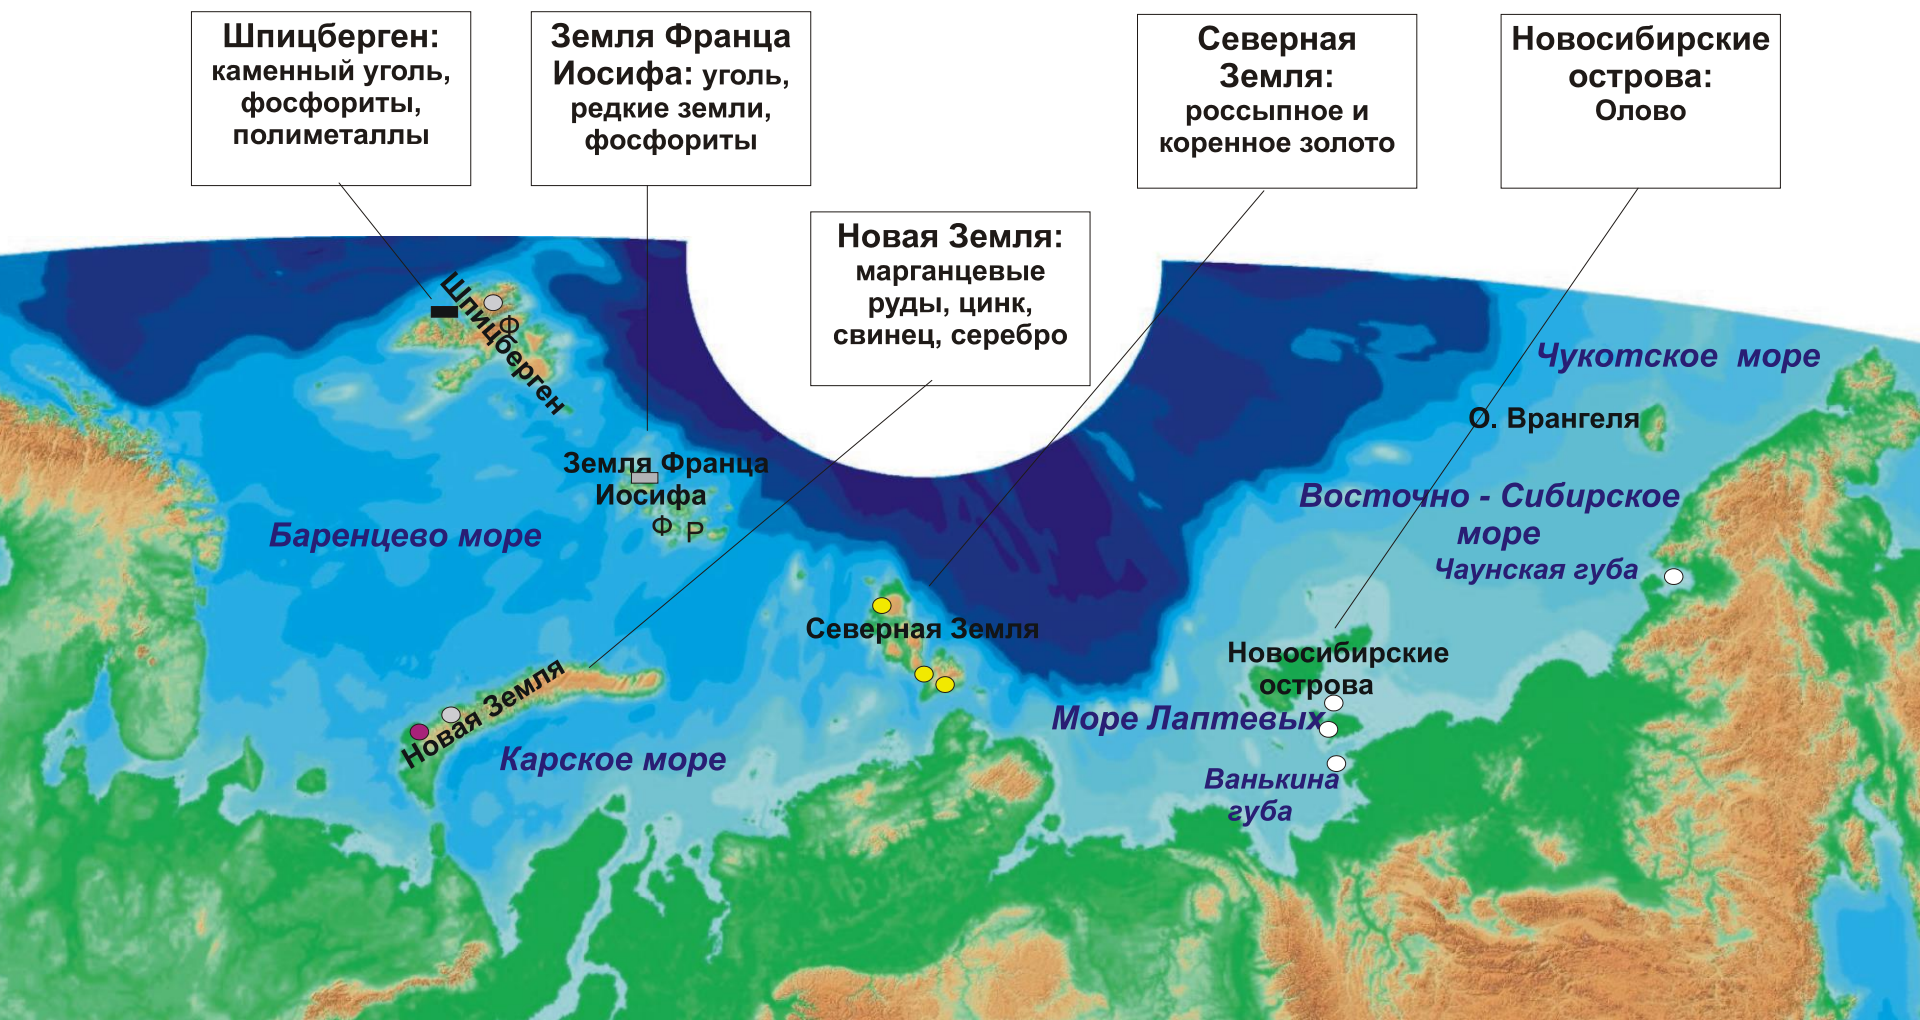 Шпицберген:
каменный уголь,
фосфориты,
полиметаллы
Земля Франца
Иосифа: уголь,
редкие земли,
фосфориты
Новая Земля:
марганцевые
руды, цинк,
свинец, серебро
Северная
Земля:
россыпное и
коренное золото
Новосибирские
острова:
Олово
Шпицберген
Ф
Земля Франца
Иосифа
Ф Р
Баренцево море
Новая Земля
Карское море
Северная Земля
Чукотское море
О. Врангеля
Восточно - Сибирское
море
Чаунская губа
Новосибирские
острова
Море Лаптевых
Ванькина
губа